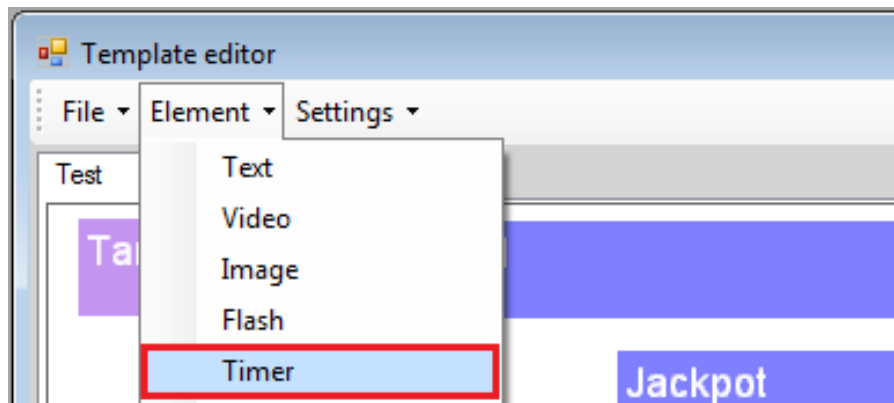 Template editor
File Element Settings
Test
Text
Video
Image
Flash
Timer
Jackpot